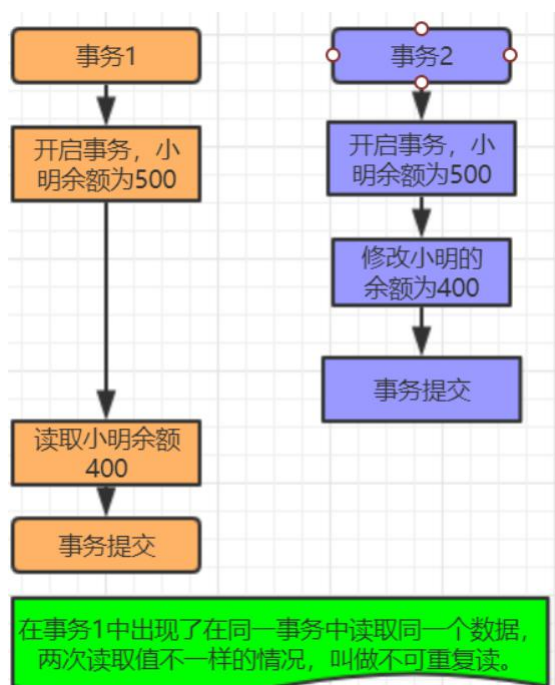 事务1
开启事务，小
明余额为500
读取小明余额
400
事务提交
事务2
开启事务，小
明余额为500
修改小明的
余额为400
事务提交
在事务1中出现了在同一事务中读取同一个数据，
两次读取值不一样的情况，叫做不可重复读。